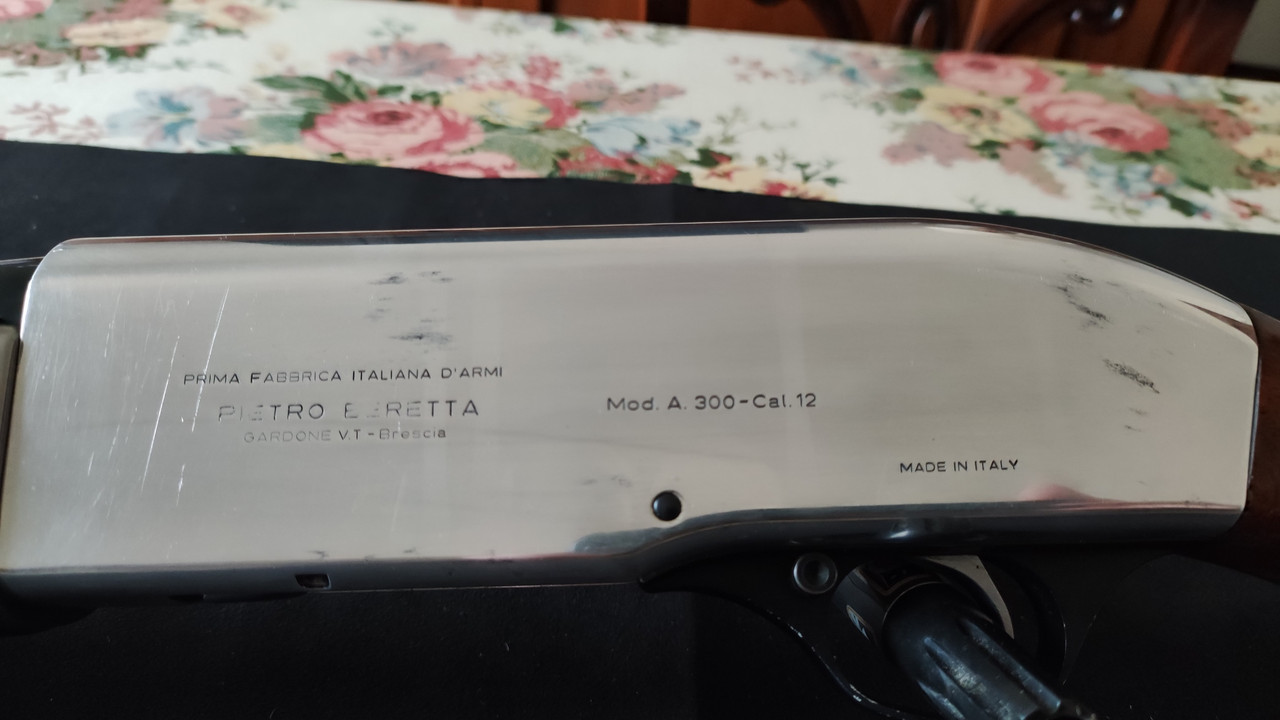 PRIMA FABBRICA ITALIANA D'ARMI
PIETRO BERETTA
GARDONE V.T - Brescia
Mod. A. 300-Cal.12
MADE IN ITALY